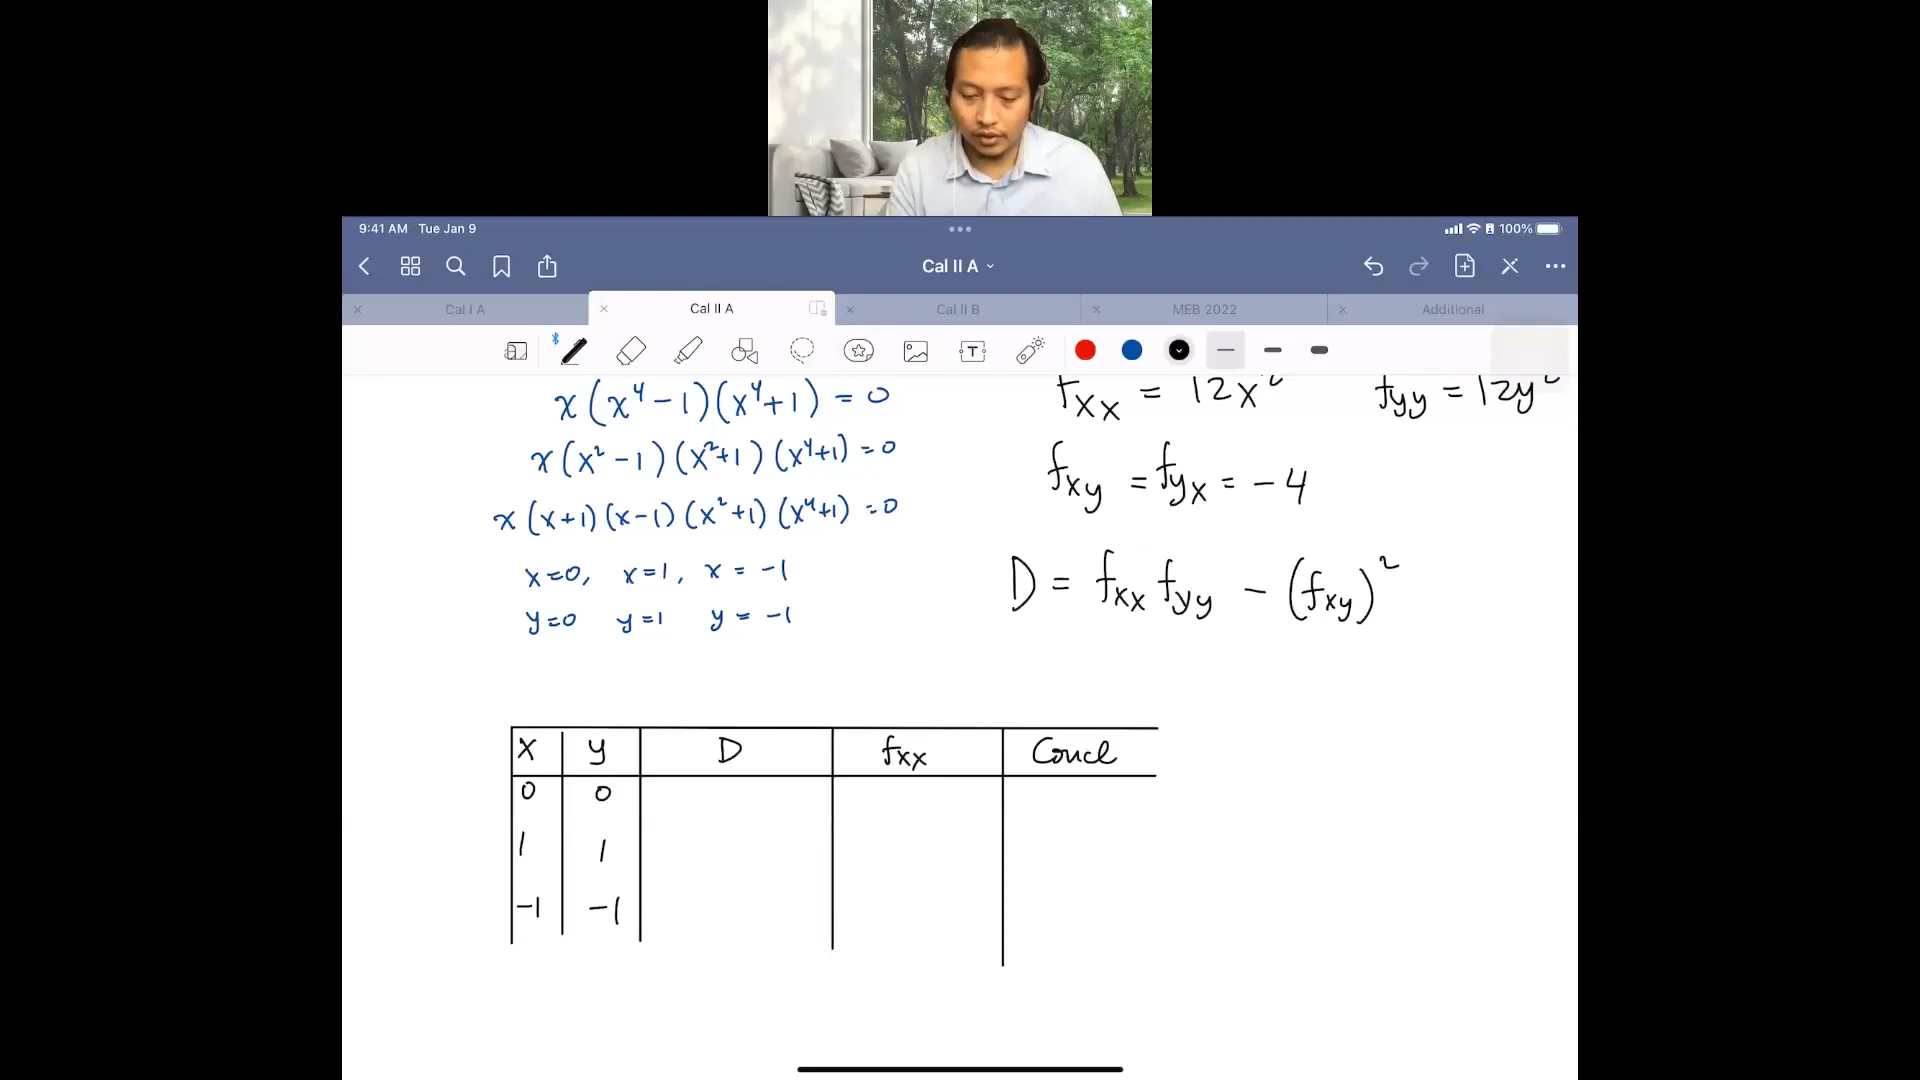 9:41 AM Tue Jan 9
100%
Cal II A
Cal I A
Cal II A
Cal II B
MEB 2022
Additional
T
x(x⁴-1)(x⁴+1) = 0
x(x²-1)(x²+1)(x⁴+1) = 0
x(x+1)(x-1)(x²+1)(x⁴+1) = 0
x=0, x=1, x = -1
y=0 y=1 y = -1
fxx = 12x² fyy = 12y²
fxy = fyx = -4
D = fxx fyy - (fxy)²
x y D fxx Concl
0 0
1 1
-1 -1